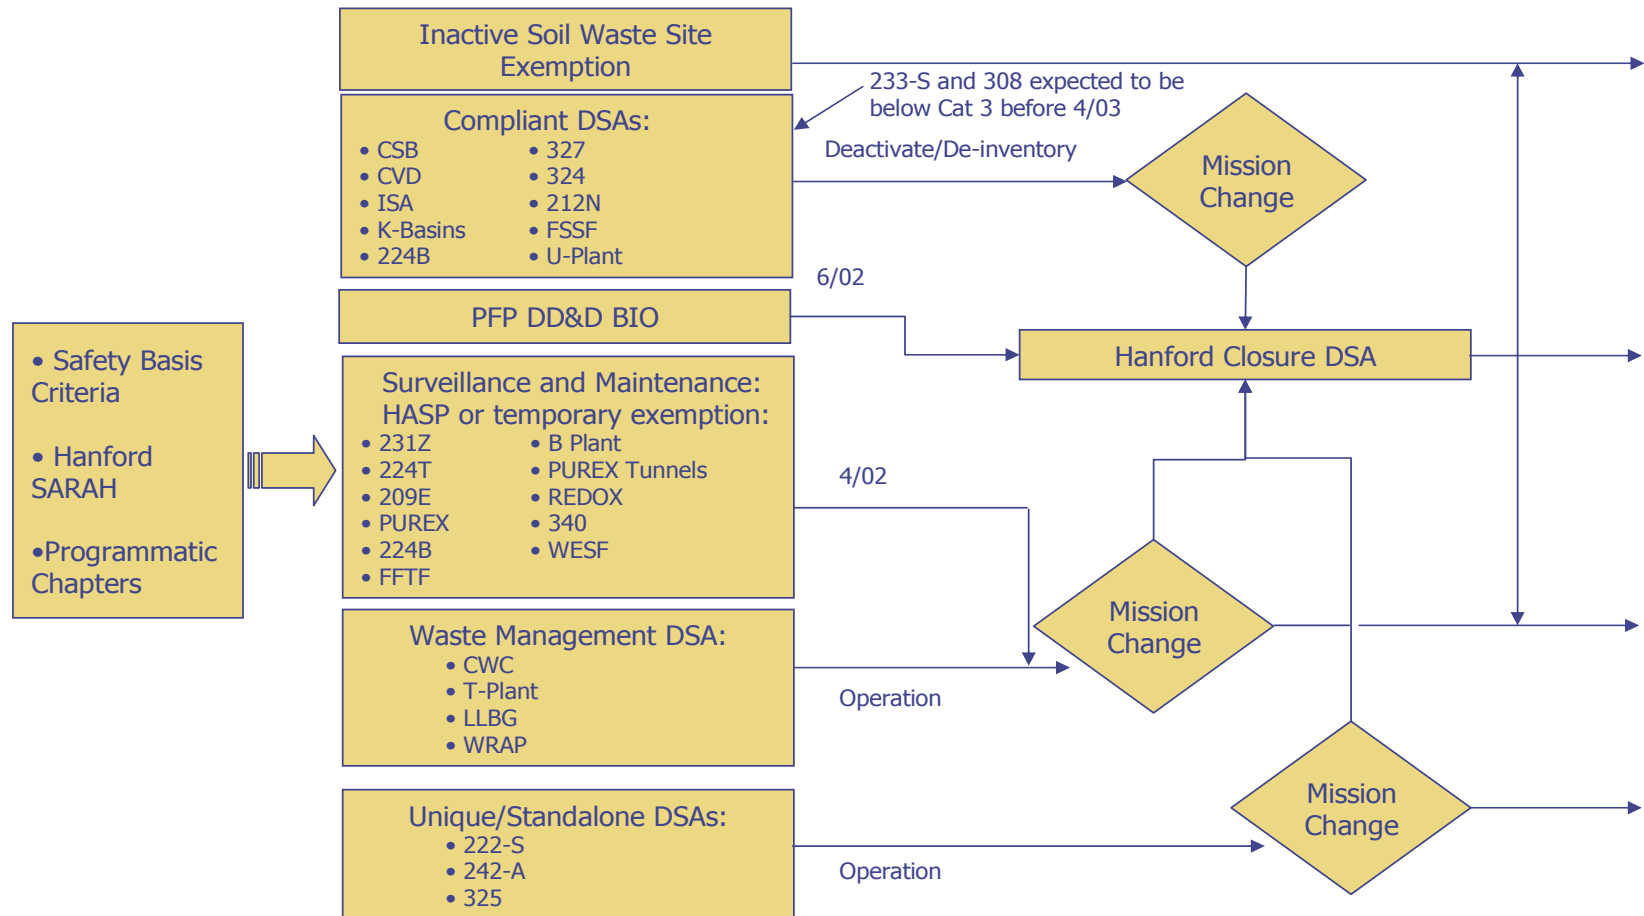 Inactive Soil Waste Site
Exemption
233-S and 308 expected to be
below Cat 3 before 4/03
Compliant DSAs:
• CSB
• CVD
• ISA
• K-Basins
• 224B
• 327
• 324
• 212N
• FSSF
• U-Plant
Deactivate/De-inventory
Mission
Change
6/02
PFP DD&D BIO
Hanford Closure DSA
• Safety Basis
Criteria
• Hanford
SARAH
•Programmatic
Chapters
Surveillance and Maintenance:
HASP or temporary exemption:
• 231Z
• 224T
• 209E
• PUREX
• 224B
• FFTF
• B Plant
• PUREX Tunnels
• REDOX
• 340
• WESF
4/02
Mission
Change
Waste Management DSA:
• CWC
• T-Plant
• LLBG
• WRAP
Operation
Mission
Change
Unique/Standalone DSAs:
• 222-S
• 242-A
• 325
Operation